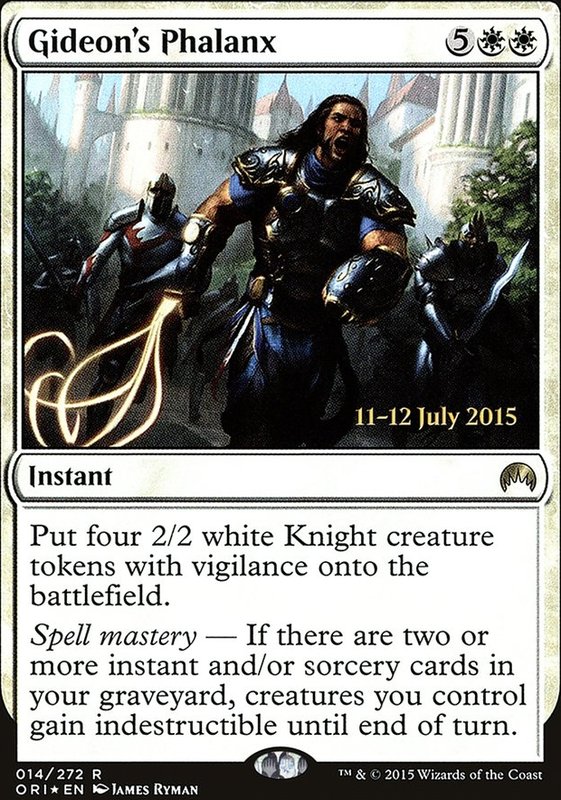 Gideon's Phalanx 5
11-12 July 2015
Instant
Put four 2/2 white Knight creature
tokens with vigilance onto the
battlefield.
Spell mastery — If there are two or
more instant and/or sorcery cards in
your graveyard, creatures you control
gain indestructible until end of turn.
014/272 R
ORI★EN JAMES RYMAN
™ & © 2015 Wizards of the Coast